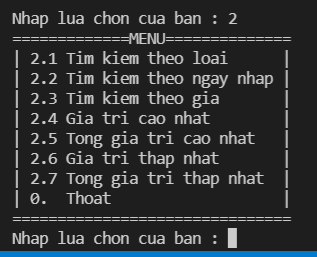 Nhap lua chon cua ban : 2
=============MENU==============
| 2.1 Tim kiem theo loai      |
| 2.2 Tim kiem theo ngay nhap |
| 2.3 Tim kiem theo gia       |
| 2.4 Gia tri cao nhat        |
| 2.5 Tong gia tri cao nhat   |
| 2.6 Gia tri thap nhat       |
| 2.7 Tong gia tri thap nhat  |
| 0.  Thoat                   |
===============================
Nhap lua chon cua ban :